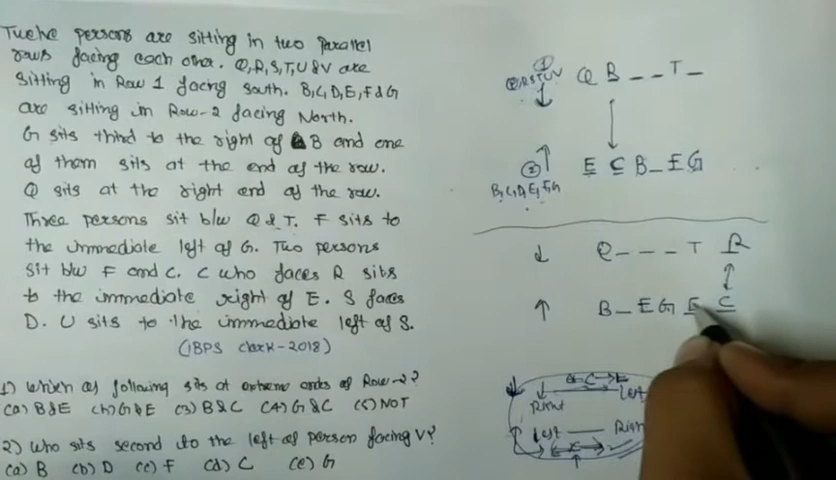 Twelve persons are sitting in two parallel
rows facing each other. Q,R,S,T,U & V are
sitting in Row 1 facing south. B,C,D,E,F & G
are sitting in Row-2 facing North.
G sits third to the right of B and one
of them sits at the end of the row.
Q sits at the right end of the row.
Three persons sit b/w Q & T. F sits to
the immediate left of G. Two persons
sit b/w F and C. C who faces R sits
to the immediate right of E. S faces
D. U sits to the immediate left of S.
(IBPS clerk-2018)
1) Which of following sits at extreme ends of Row-2?
(a) B&E (b) G&E (3) B&C (4) G&C (5) NOT
2) Who sits second to the left of person facing V?
(a) B (b) D (c) F (d) C (e) G
①
Q,R,S,T,U,V
Q R _ _ T _
②
B,C,D,E,F,G
E C B _ F G
Q _ _ _ T R
B _ F G E C
Right Left
Left